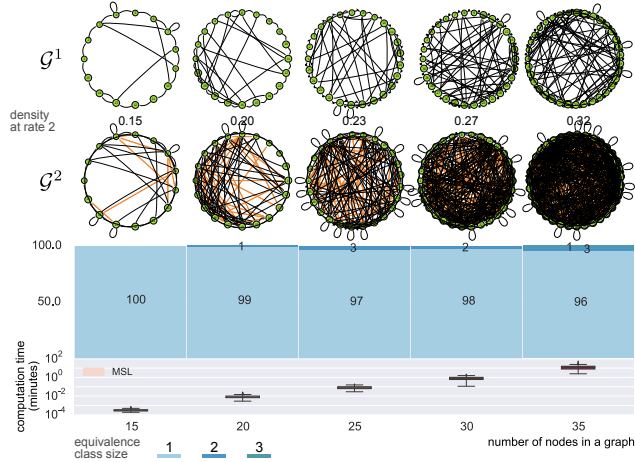 G¹
density
at rate 2
0.15 0.20 0.23 0.27 0.32
G²
100.0
1 3 2 1 3
50.0
100 99 97 98 96
computation time
(minutes)
10²
10⁰
10⁻²
10⁻⁴
MSL
15 20 25 30 35
number of nodes in a graph
equivalence
class size
1 2 3